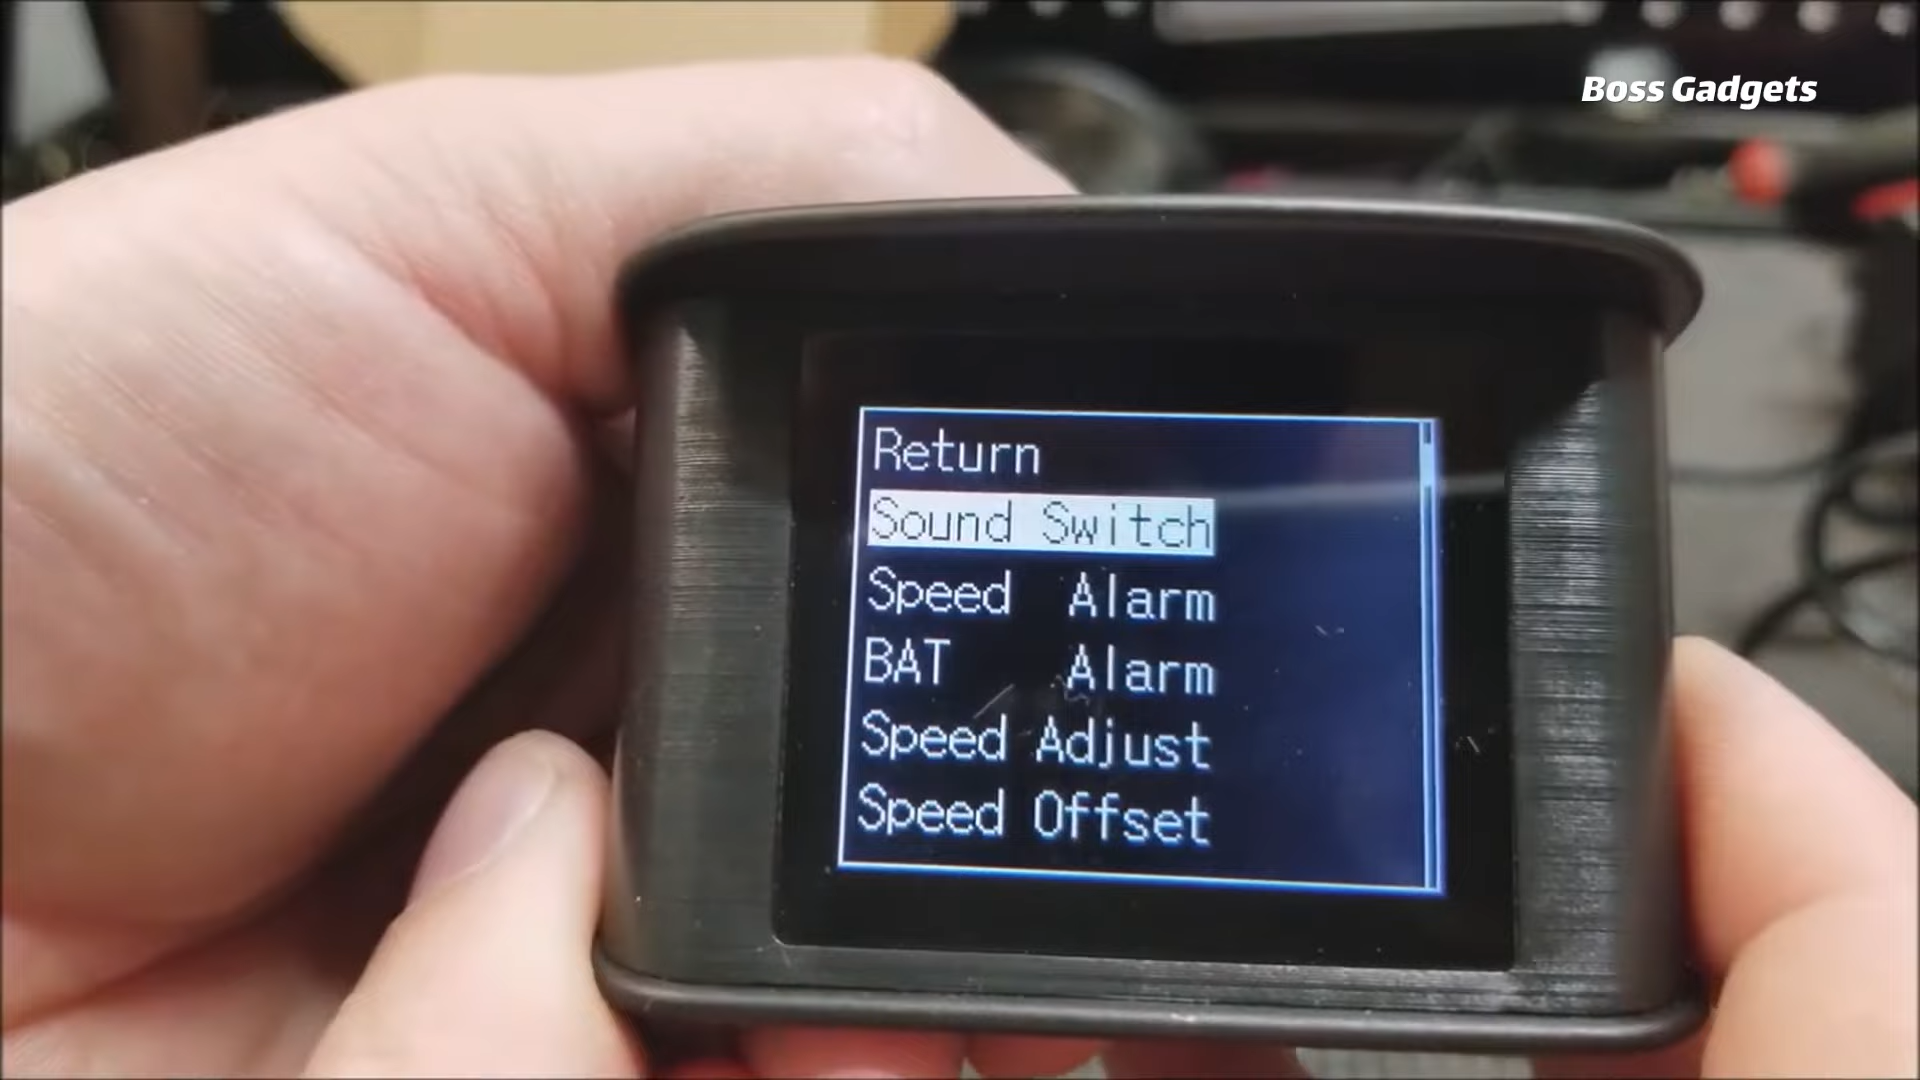 Boss Gadgets
Return
Sound Switch
Speed Alarm
BAT Alarm
Speed Adjust
Speed Offset